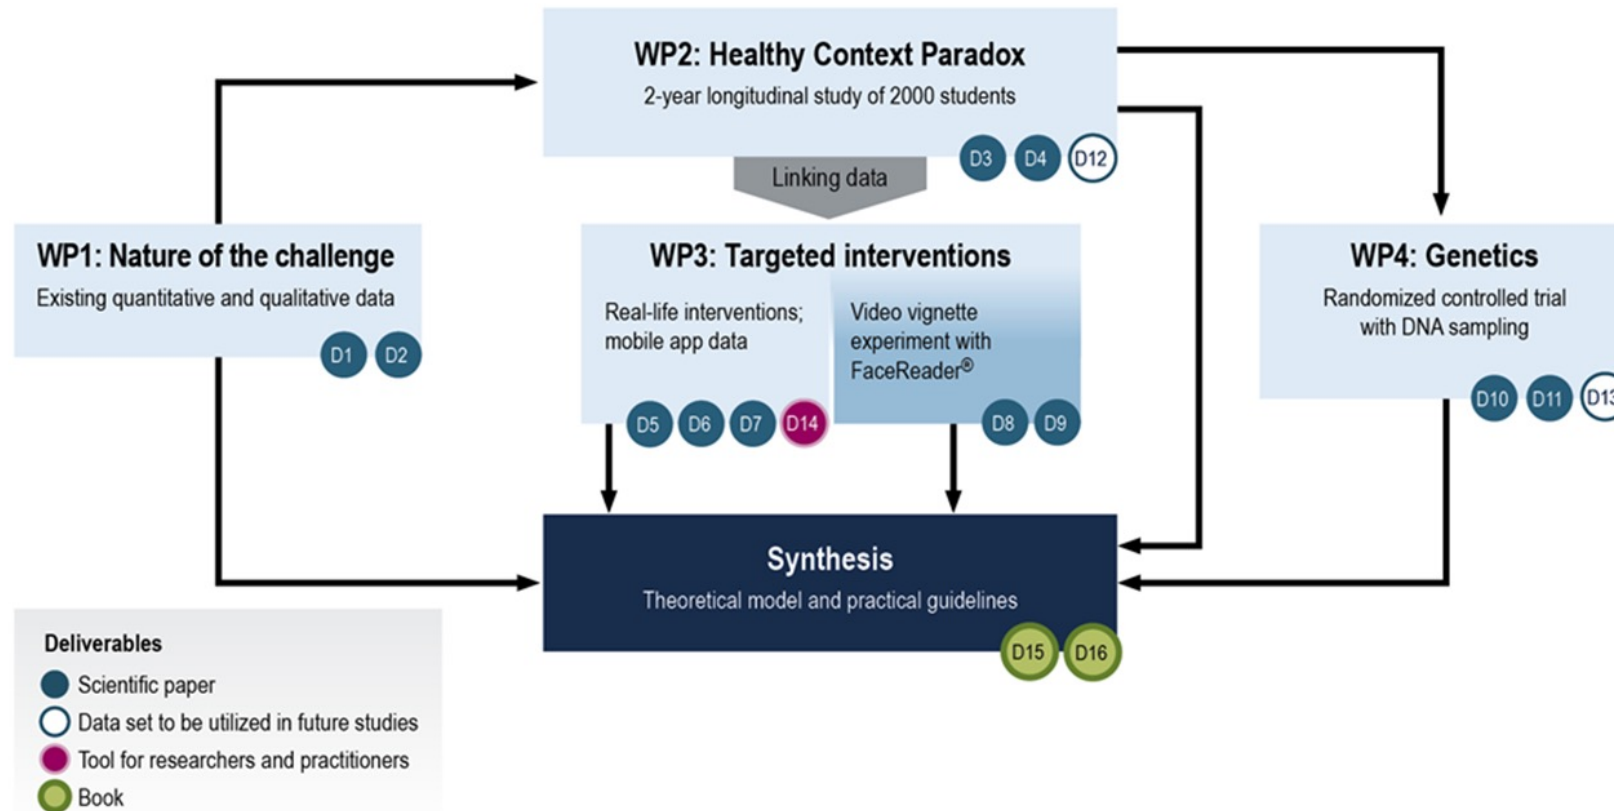 WP2: Healthy Context Paradox
2-year longitudinal study of 2000 students
D3 D4 D12
Linking data
WP1: Nature of the challenge
Existing quantitative and qualitative data
D1 D2
WP3: Targeted interventions
Real-life interventions;
mobile app data
D5 D6 D7 D14
Video vignette
experiment with
FaceReader®
D8 D9
WP4: Genetics
Randomized controlled trial
with DNA sampling
D10 D11 D13
Synthesis
Theoretical model and practical guidelines
D15 D16
Deliverables
Scientific paper
Data set to be utilized in future studies
Tool for researchers and practitioners
Book